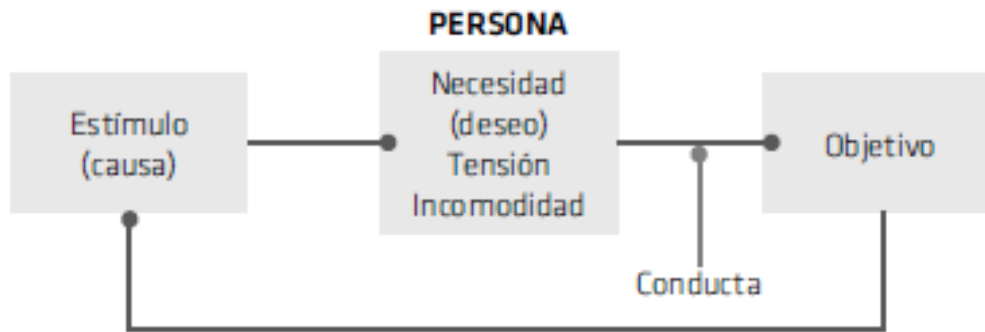 PERSONA
Estímulo
(causa)
Necesidad
(deseo)
Tensión
Incomodidad
Objetivo
Conducta